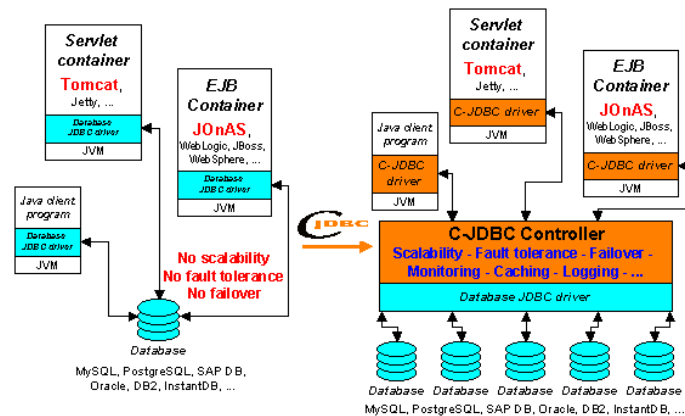 Servlet
container
Tomcat,
Jetty, ...
Database
JDBC driver
JVM
EJB
Container
JOnAS,
WebLogic, JBoss,
WebSphere, ...
Database
JDBC driver
JVM
Java client
program
Database
JDBC driver
JVM
No scalability
No fault tolerance
No failover
Database
MySQL, PostgreSQL, SAP DB,
Oracle, DB2, InstantDB, ...
C JDBC
Servlet
container
Tomcat,
Jetty, ...
C-JDBC driver
JVM
EJB
Container
JOnAS,
WebLogic, JBoss,
WebSphere, ...
C-JDBC driver
JVM
Java client
program
C-JDBC
driver
JVM
C-JDBC Controller
Scalability - Fault tolerance - Failover -
Monitoring - Caching - Logging - ...
Database JDBC driver
Database Database Database Database Database
MySQL, PostgreSQL, SAP DB, Oracle, DB2, InstantDB, ...